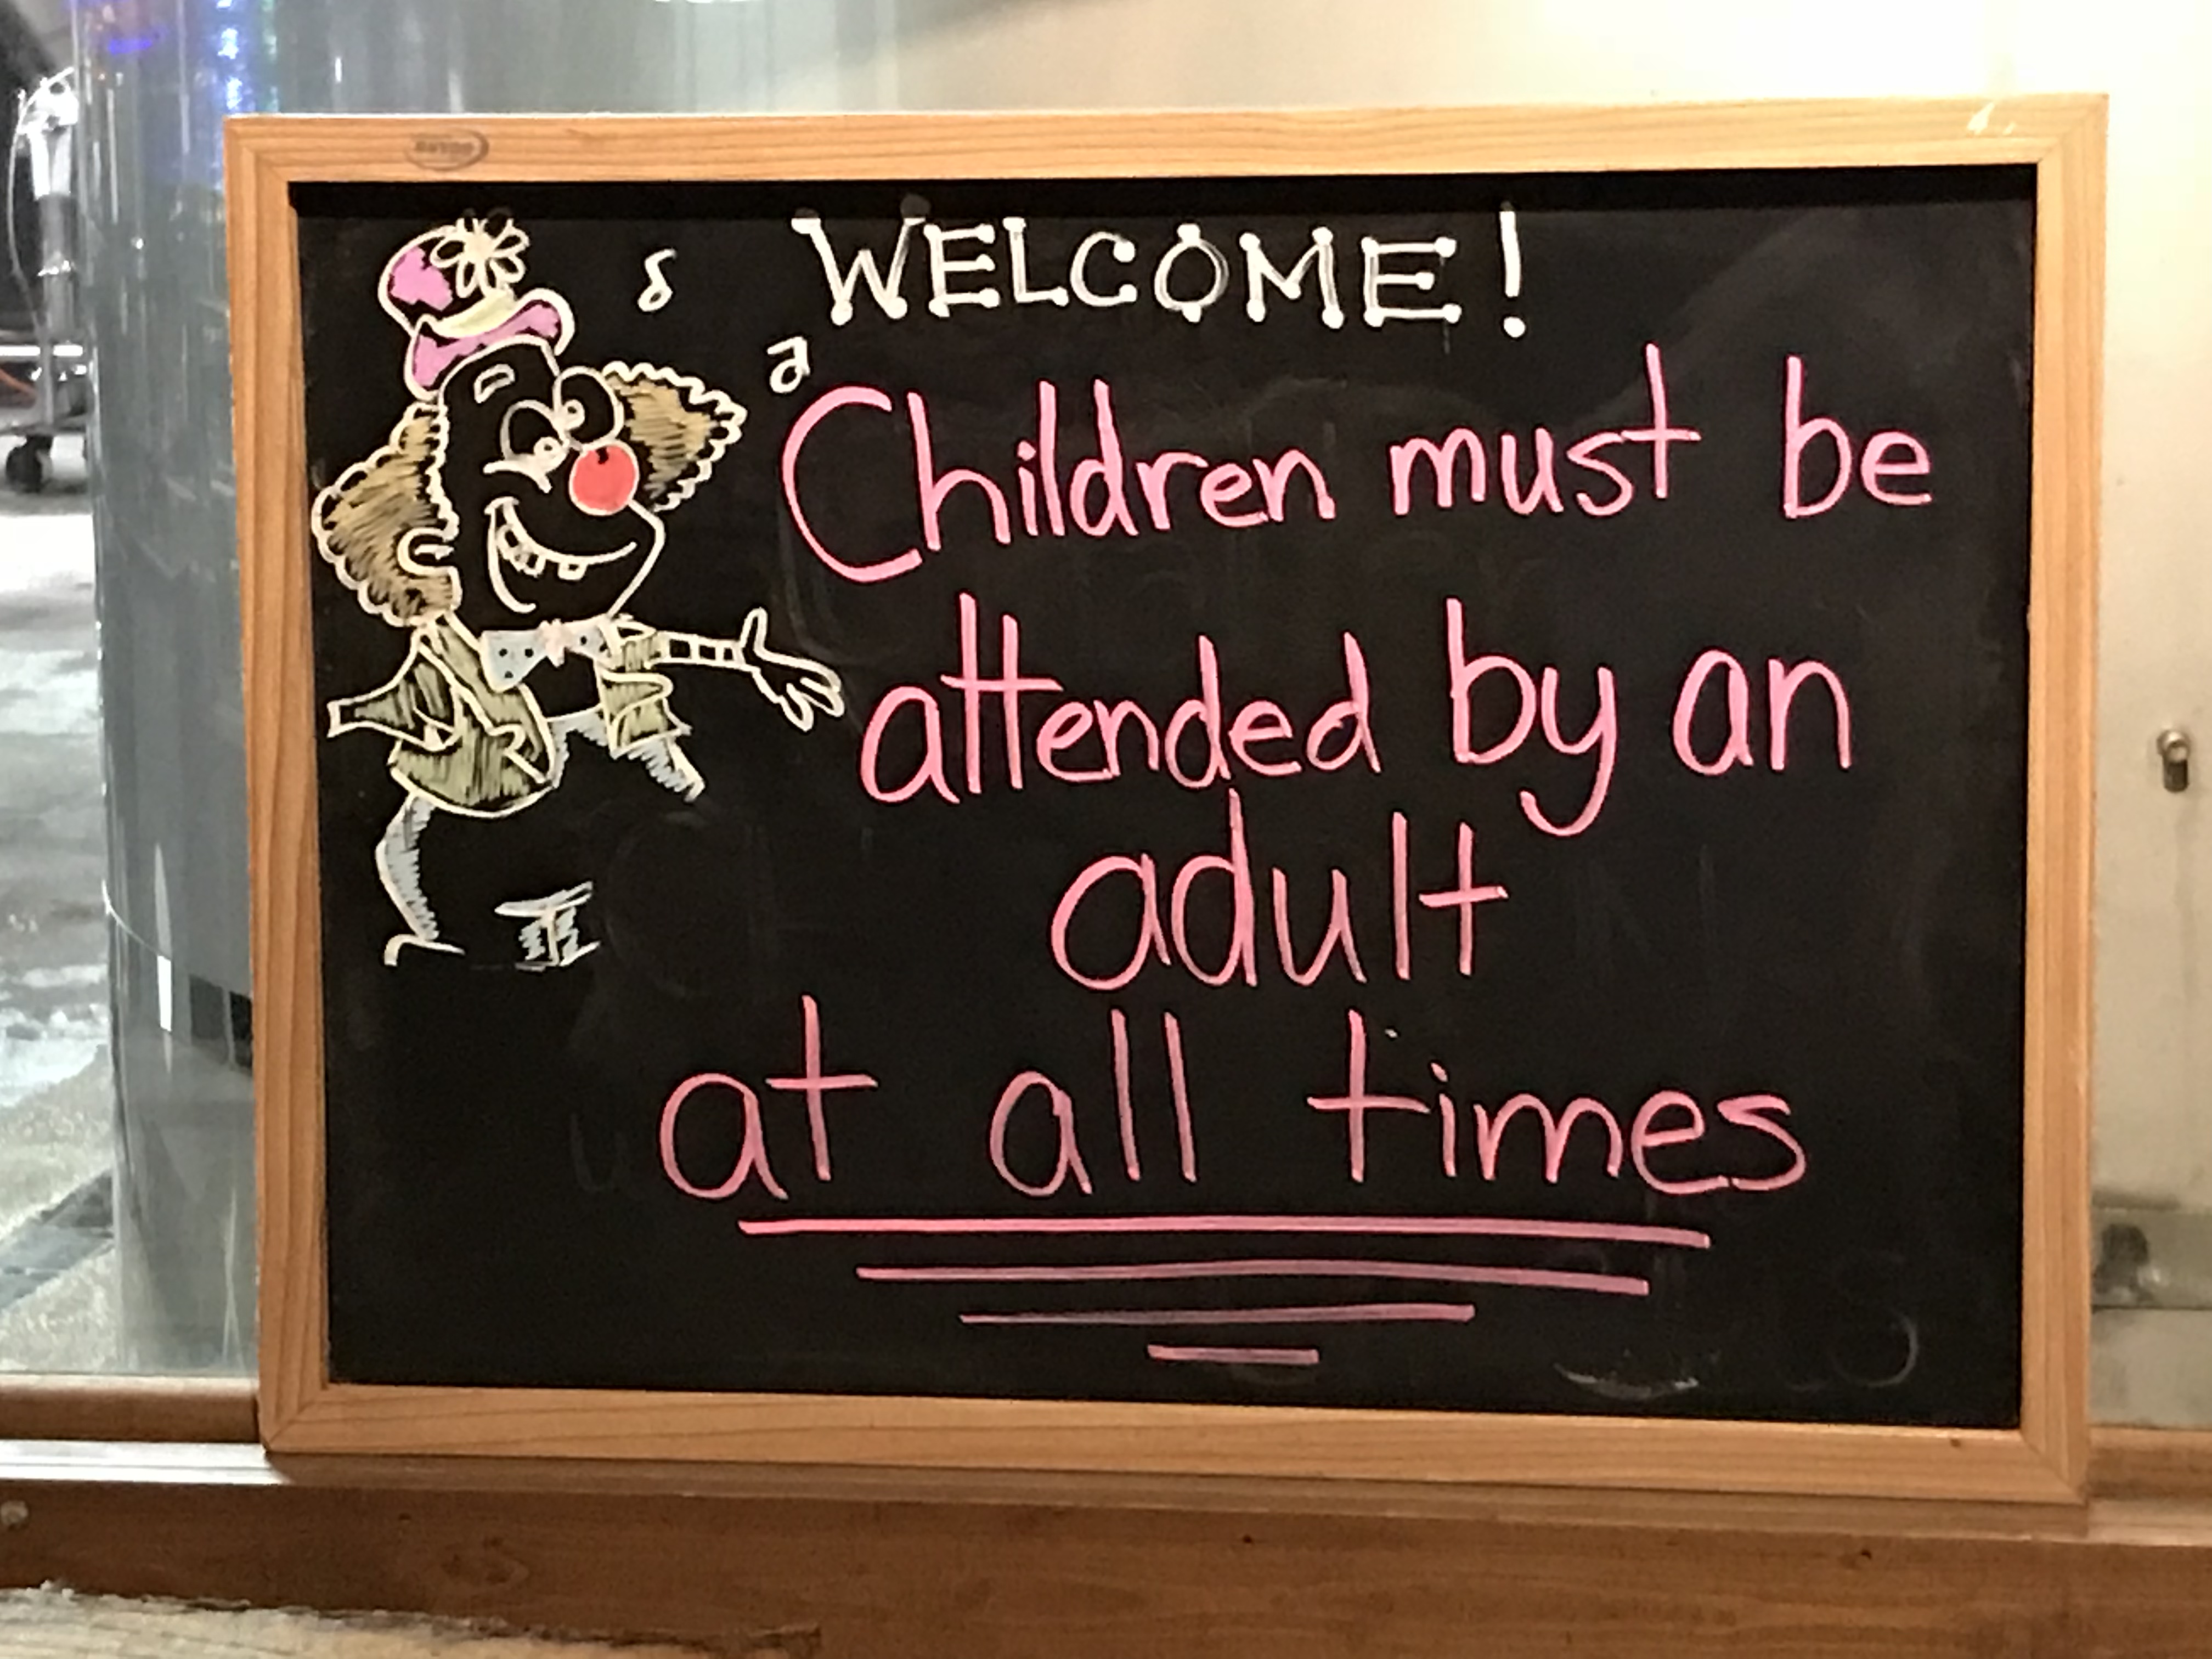 WELCOME!
Children must be
attended by an
adult
at all times